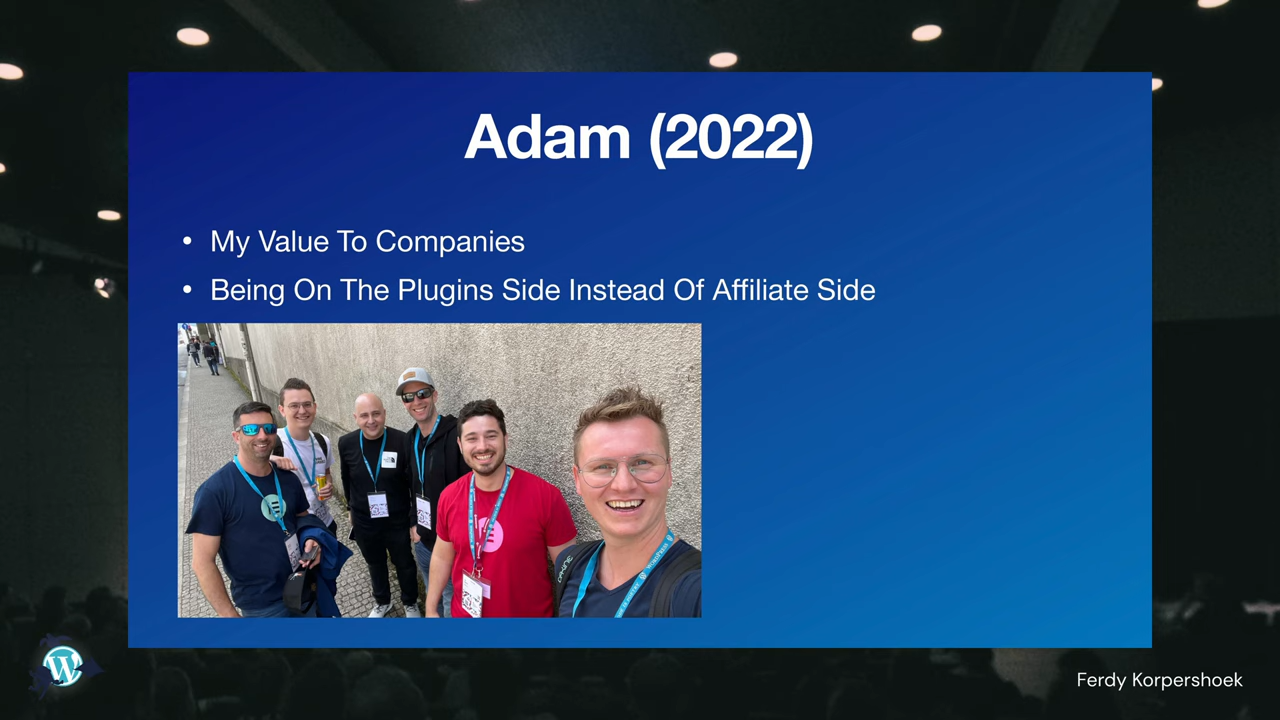 Adam (2022)
• My Value To Companies
• Being On The Plugins Side Instead Of Affiliate Side
Ferdy Korpershoek